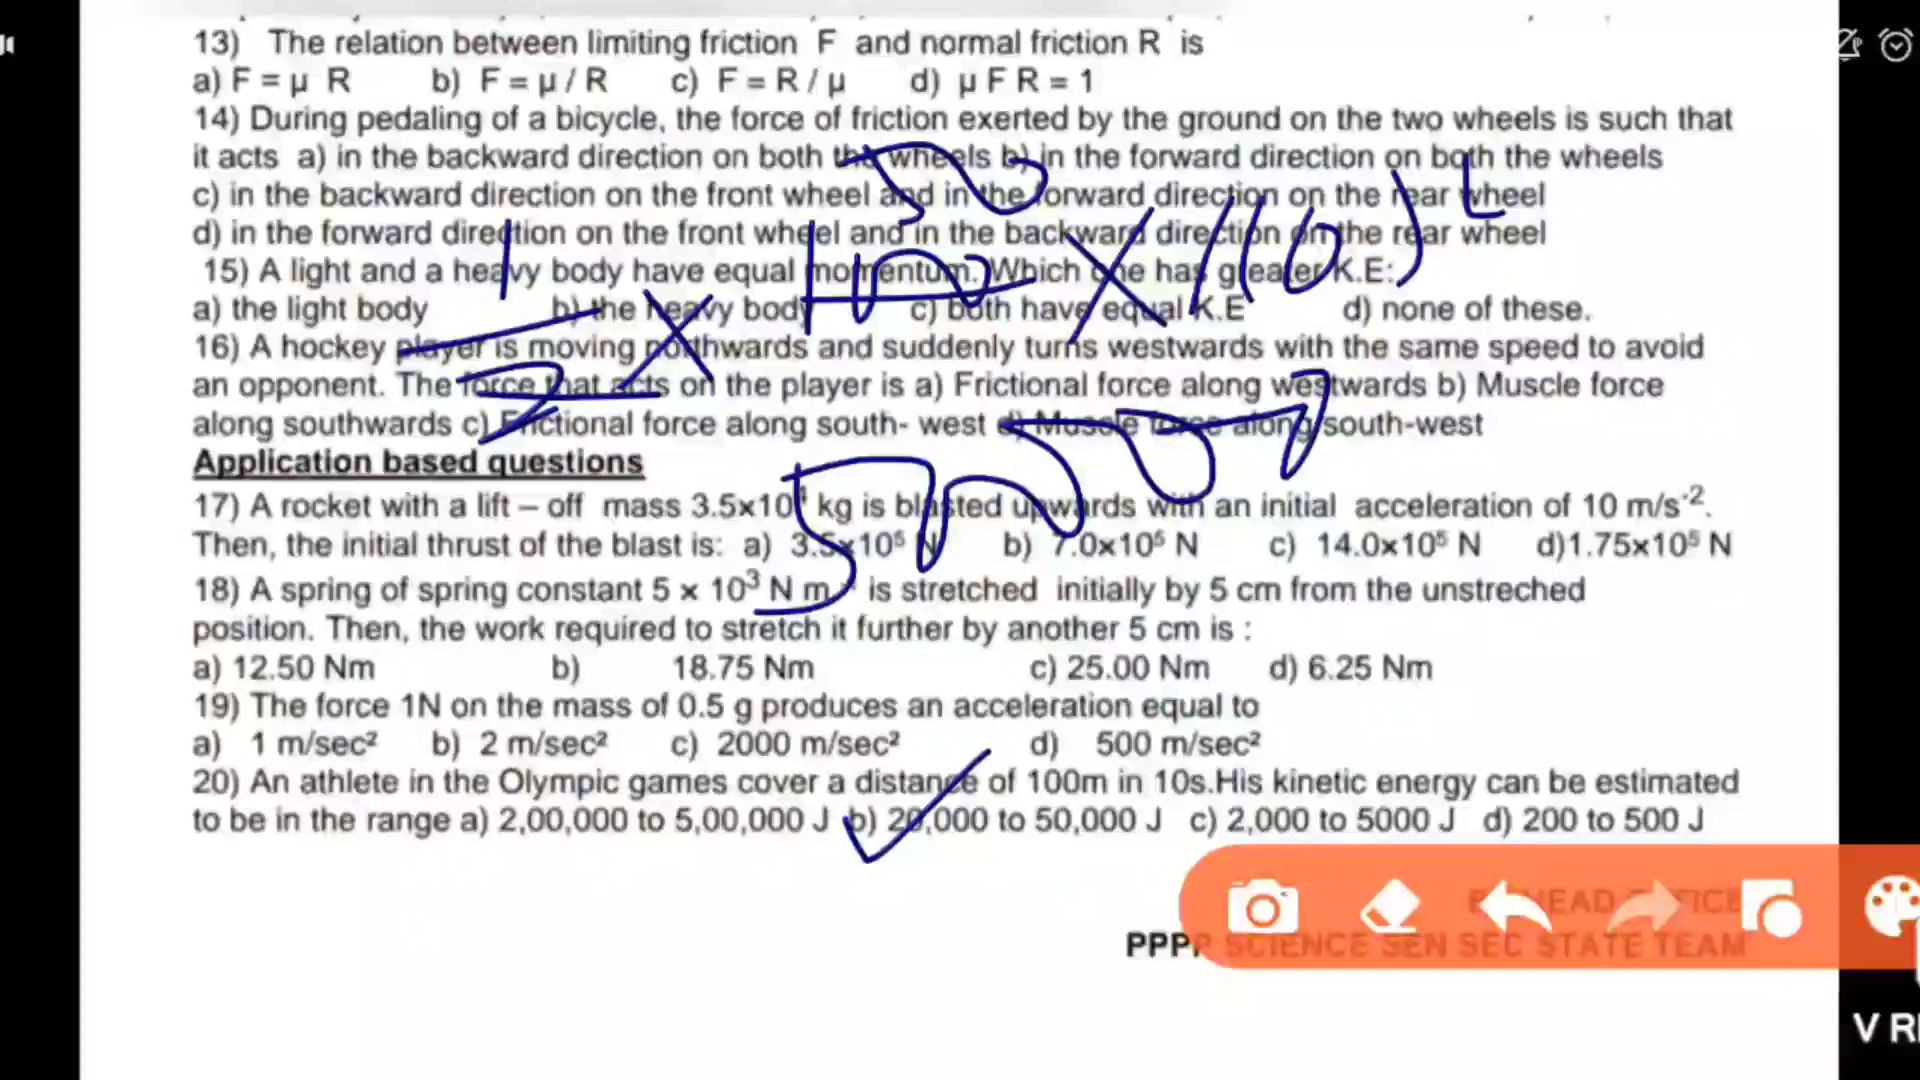 13) The relation between limiting friction F and normal friction R is
a) F = μ R b) F = μ / R c) F = R / μ d) μ F R = 1
14) During pedaling of a bicycle, the force of friction exerted by the ground on the two wheels is such that
it acts a) in the backward direction on both the wheels b) in the forward direction on both the wheels
c) in the backward direction on the front wheel and in the forward direction on the rear wheel
d) in the forward direction on the front wheel and in the backward direction on the rear wheel
15) A light and a heavy body have equal momentum. Which one has greater K.E:
a) the light body b) the heavy body c) both have equal K.E d) none of these.
16) A hockey player is moving northwards and suddenly turns westwards with the same speed to avoid
an opponent. The force that acts on the player is a) Frictional force along westwards b) Muscle force
along southwards c) Frictional force along south- west d) Muscle force along south-west
Application based questions
17) A rocket with a lift – off mass 3.5x10⁴ kg is blasted upwards with an initial acceleration of 10 m/s⁻².
Then, the initial thrust of the blast is: a) 3.5x10⁵ N b) 7.0x10⁵ N c) 14.0x10⁵ N d)1.75x10⁵ N
18) A spring of spring constant 5 × 10³ N m is stretched initially by 5 cm from the unstreched
position. Then, the work required to stretch it further by another 5 cm is :
a) 12.50 Nm b) 18.75 Nm c) 25.00 Nm d) 6.25 Nm
19) The force 1N on the mass of 0.5 g produces an acceleration equal to
a) 1 m/sec² b) 2 m/sec² c) 2000 m/sec² d) 500 m/sec²
20) An athlete in the Olympic games cover a distance of 100m in 10s.His kinetic energy can be estimated
to be in the range a) 2,00,000 to 5,00,000 J b) 20,000 to 50,000 J c) 2,000 to 5000 J d) 200 to 500 J
1/2 × 100 × (10)²
50
5000 J
HEAD OFFICE
PPPP SCIENCE SEN SEC STATE TEAM